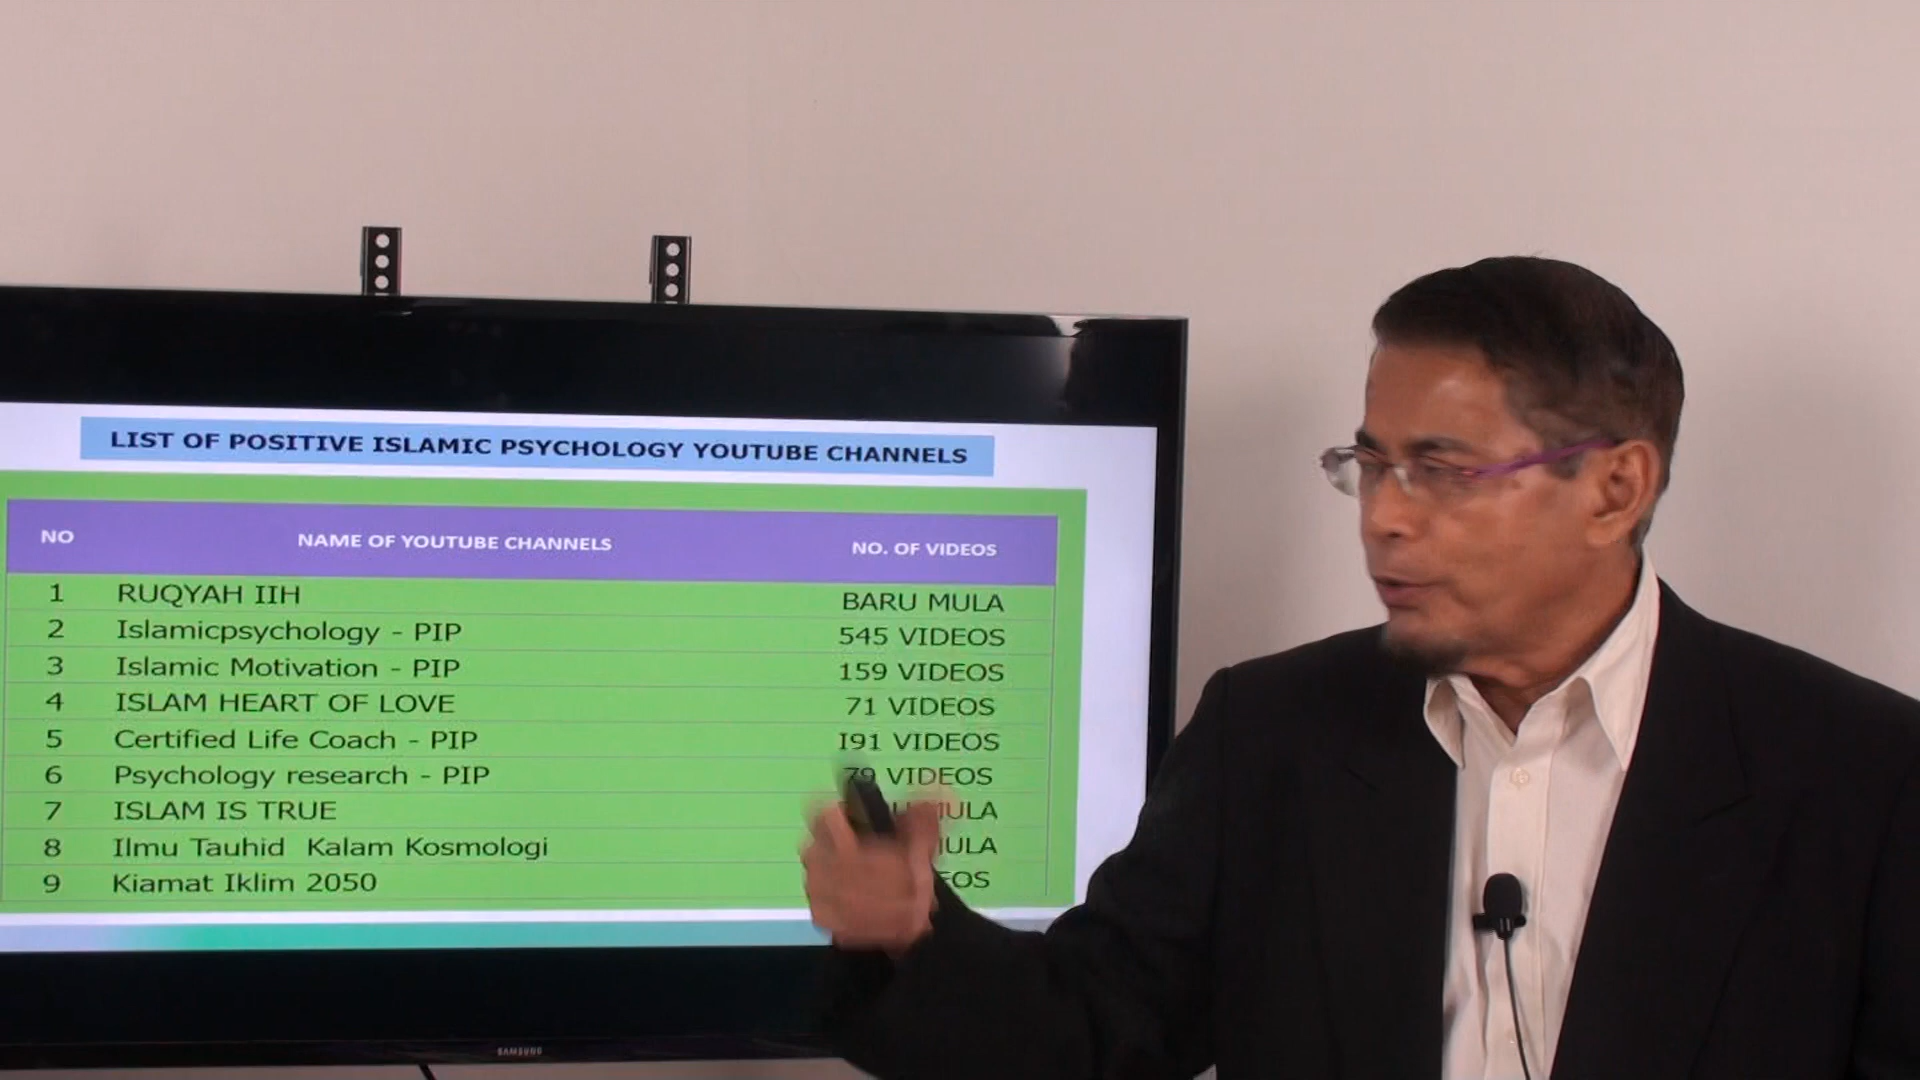 LIST OF POSITIVE ISLAMIC PSYCHOLOGY YOUTUBE CHANNELS
NO NAME OF YOUTUBE CHANNELS NO. OF VIDEOS
1 RUQYAH IIH BARU MULA
2 Islamicpsychology - PIP 545 VIDEOS
3 Islamic Motivation - PIP 159 VIDEOS
4 ISLAM HEART OF LOVE 71 VIDEOS
5 Certified Life Coach - PIP I91 VIDEOS
6 Psychology research - PIP 79 VIDEOS
7 ISLAM IS TRUE
8 Ilmu Tauhid Kalam Kosmologi
9 Kiamat Iklim 2050
SAMSUNG